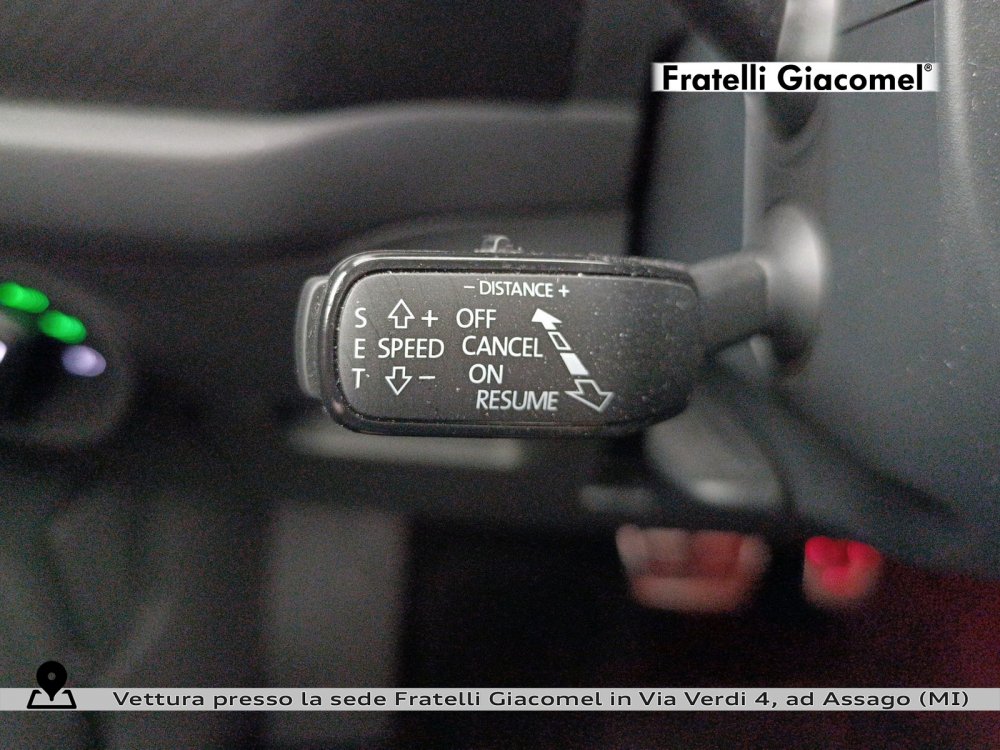 Fratelli Giacomel®
– DISTANCE +
S + OFF
E SPEED CANCEL
T – ON
RESUME
Vettura presso la sede Fratelli Giacomel in Via Verdi 4, ad Assago (MI)